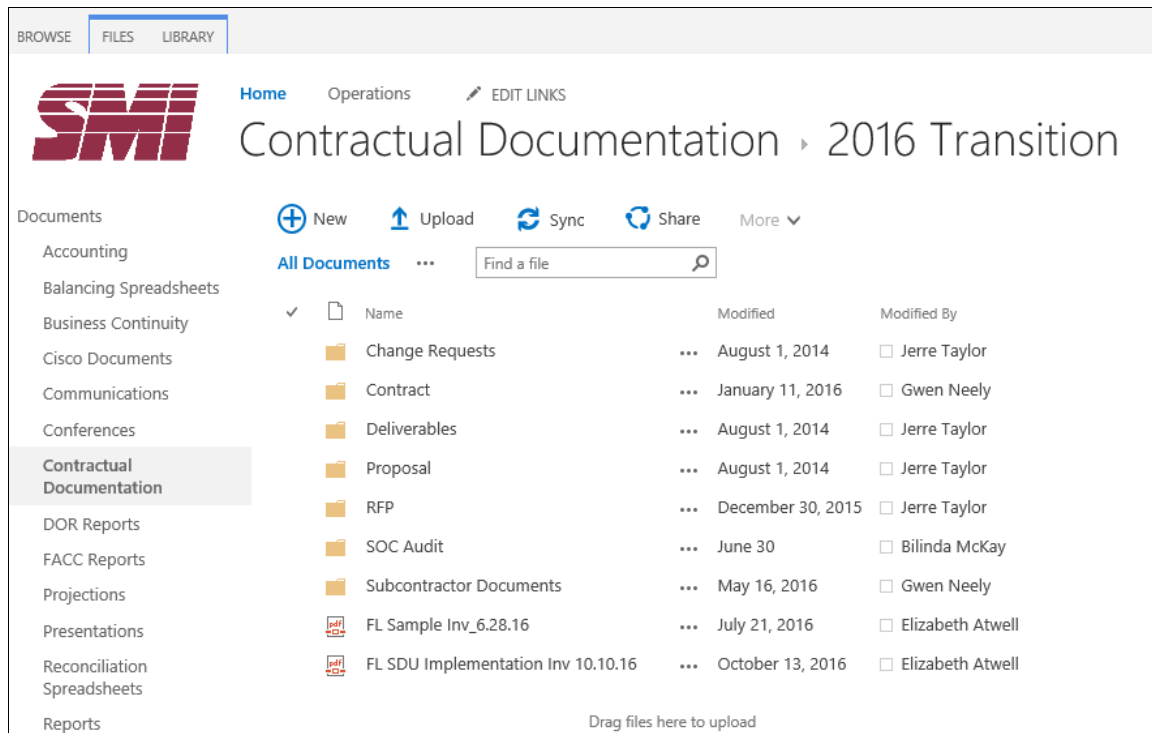 BROWSE FILES LIBRARY
SMI
Home Operations EDIT LINKS
Contractual Documentation ▸ 2016 Transition
Documents
Accounting
Balancing Spreadsheets
Business Continuity
Cisco Documents
Communications
Conferences
Contractual
Documentation
DOR Reports
FACC Reports
Projections
Presentations
Reconciliation
Spreadsheets
Reports
New Upload Sync Share More
All Documents ••• Find a file
Name Modified Modified By
Change Requests ••• August 1, 2014 Jerre Taylor
Contract ••• January 11, 2016 Gwen Neely
Deliverables ••• August 1, 2014 Jerre Taylor
Proposal ••• August 1, 2014 Jerre Taylor
RFP ••• December 30, 2015 Jerre Taylor
SOC Audit ••• June 30 Bilinda McKay
Subcontractor Documents ••• May 16, 2016 Gwen Neely
pdf FL Sample Inv_6.28.16 ••• July 21, 2016 Elizabeth Atwell
pdf FL SDU Implementation Inv 10.10.16 ••• October 13, 2016 Elizabeth Atwell
Drag files here to upload